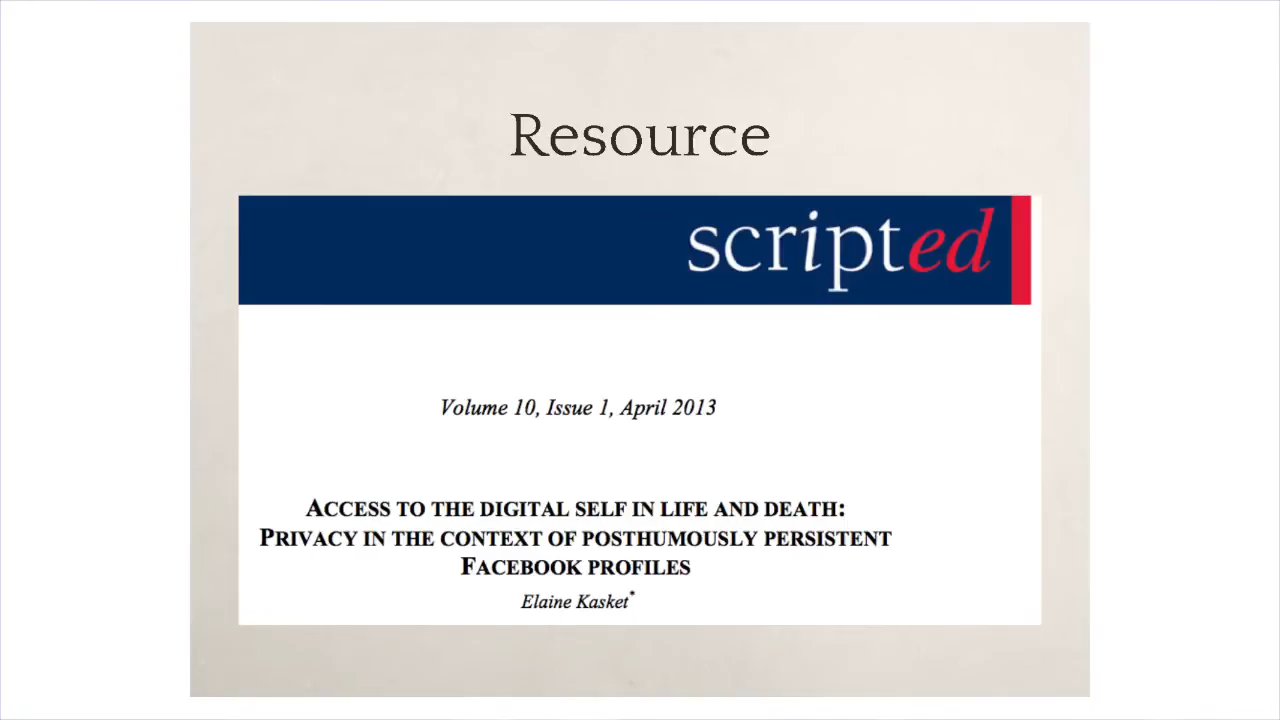 Resource
scripted
Volume 10, Issue 1, April 2013
ACCESS TO THE DIGITAL SELF IN LIFE AND DEATH:
PRIVACY IN THE CONTEXT OF POSTHUMOUSLY PERSISTENT
FACEBOOK PROFILES
Elaine Kasket*